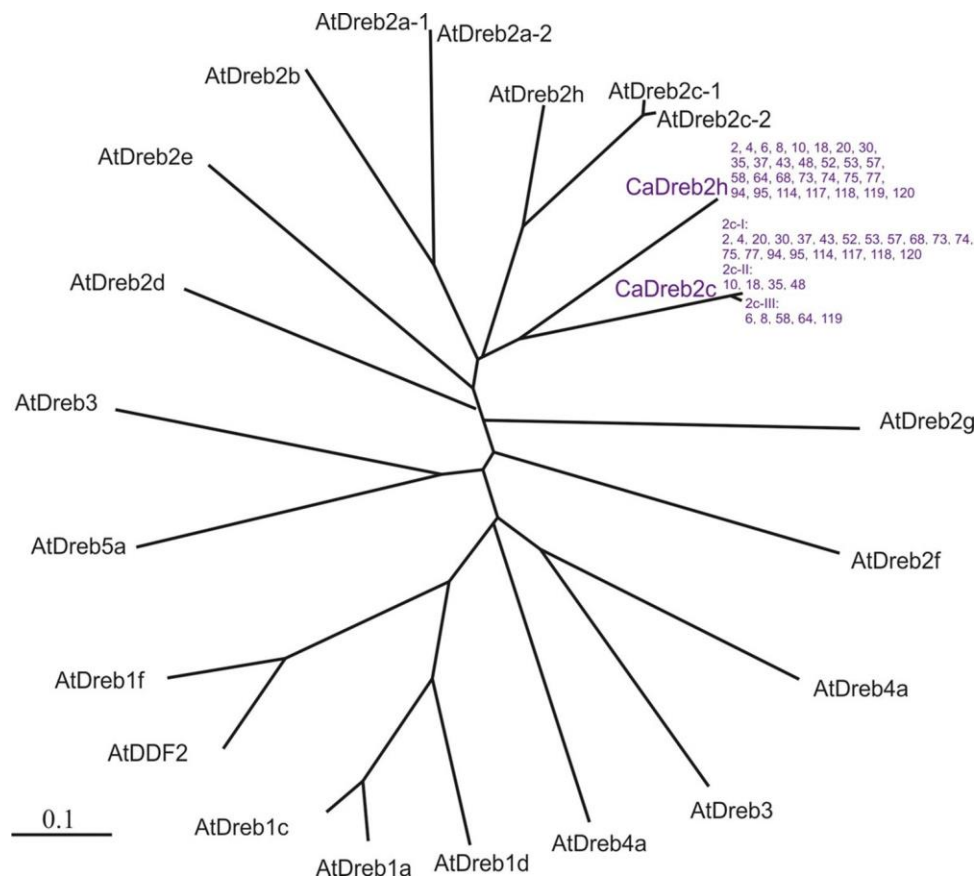 AtDreb2a-1
AtDreb2a-2
AtDreb2b
AtDreb2h
AtDreb2c-1
AtDreb2c-2
AtDreb2e
CaDreb2h
2, 4, 6, 8, 10, 18, 20, 30,
35, 37, 43, 48, 52, 53, 57,
58, 64, 68, 73, 74, 75, 77,
94, 95, 114, 117, 118, 119, 120
2c-I:
2, 4, 20, 30, 37, 43, 52, 53, 57, 68, 73, 74,
75, 77, 94, 95, 114, 117, 118, 120
2c-II:
10, 18, 35, 48
CaDreb2c
2c-III:
6, 8, 58, 64, 119
AtDreb2d
AtDreb3
AtDreb2g
AtDreb5a
AtDreb2f
AtDreb1f
AtDreb4a
AtDDF2
AtDreb3
0.1
AtDreb1c
AtDreb4a
AtDreb1a
AtDreb1d